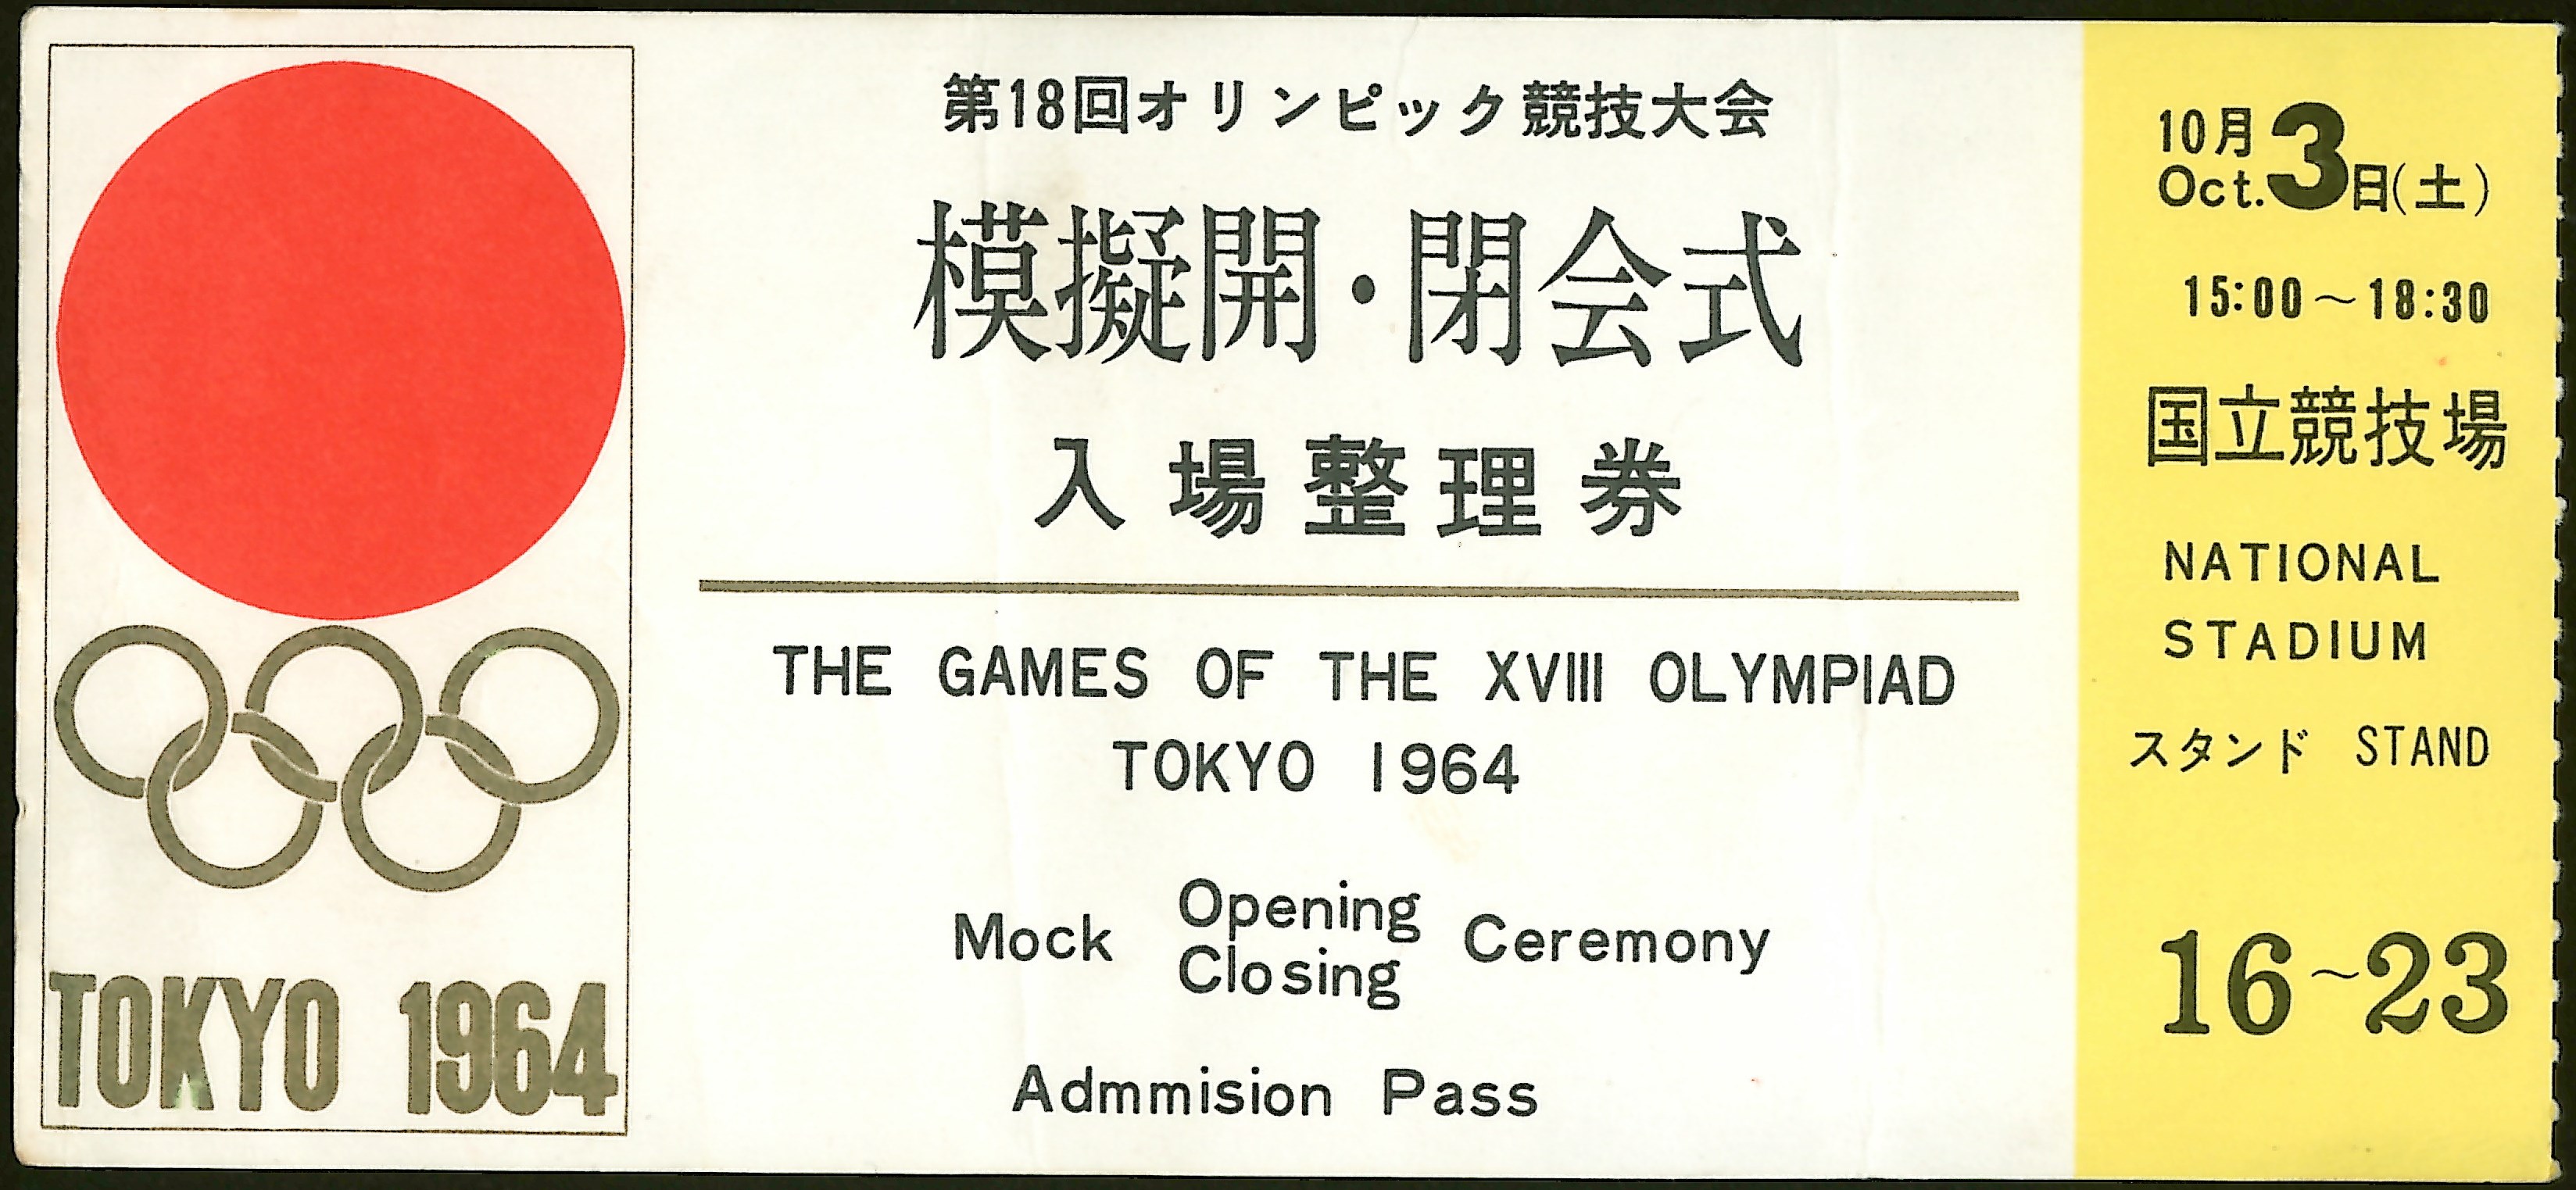 第18回オリンピック競技大会
模擬開・閉会式
入場整理券
THE GAMES OF THE XVIII OLYMPIAD
TOKYO 1964
Mock Opening Closing Ceremony
Admmision Pass
TOKYO 1964
10月 Oct. 3日(土)
15:00〜18:30
国立競技場
NATIONAL
STADIUM
スタンド STAND
16〜23